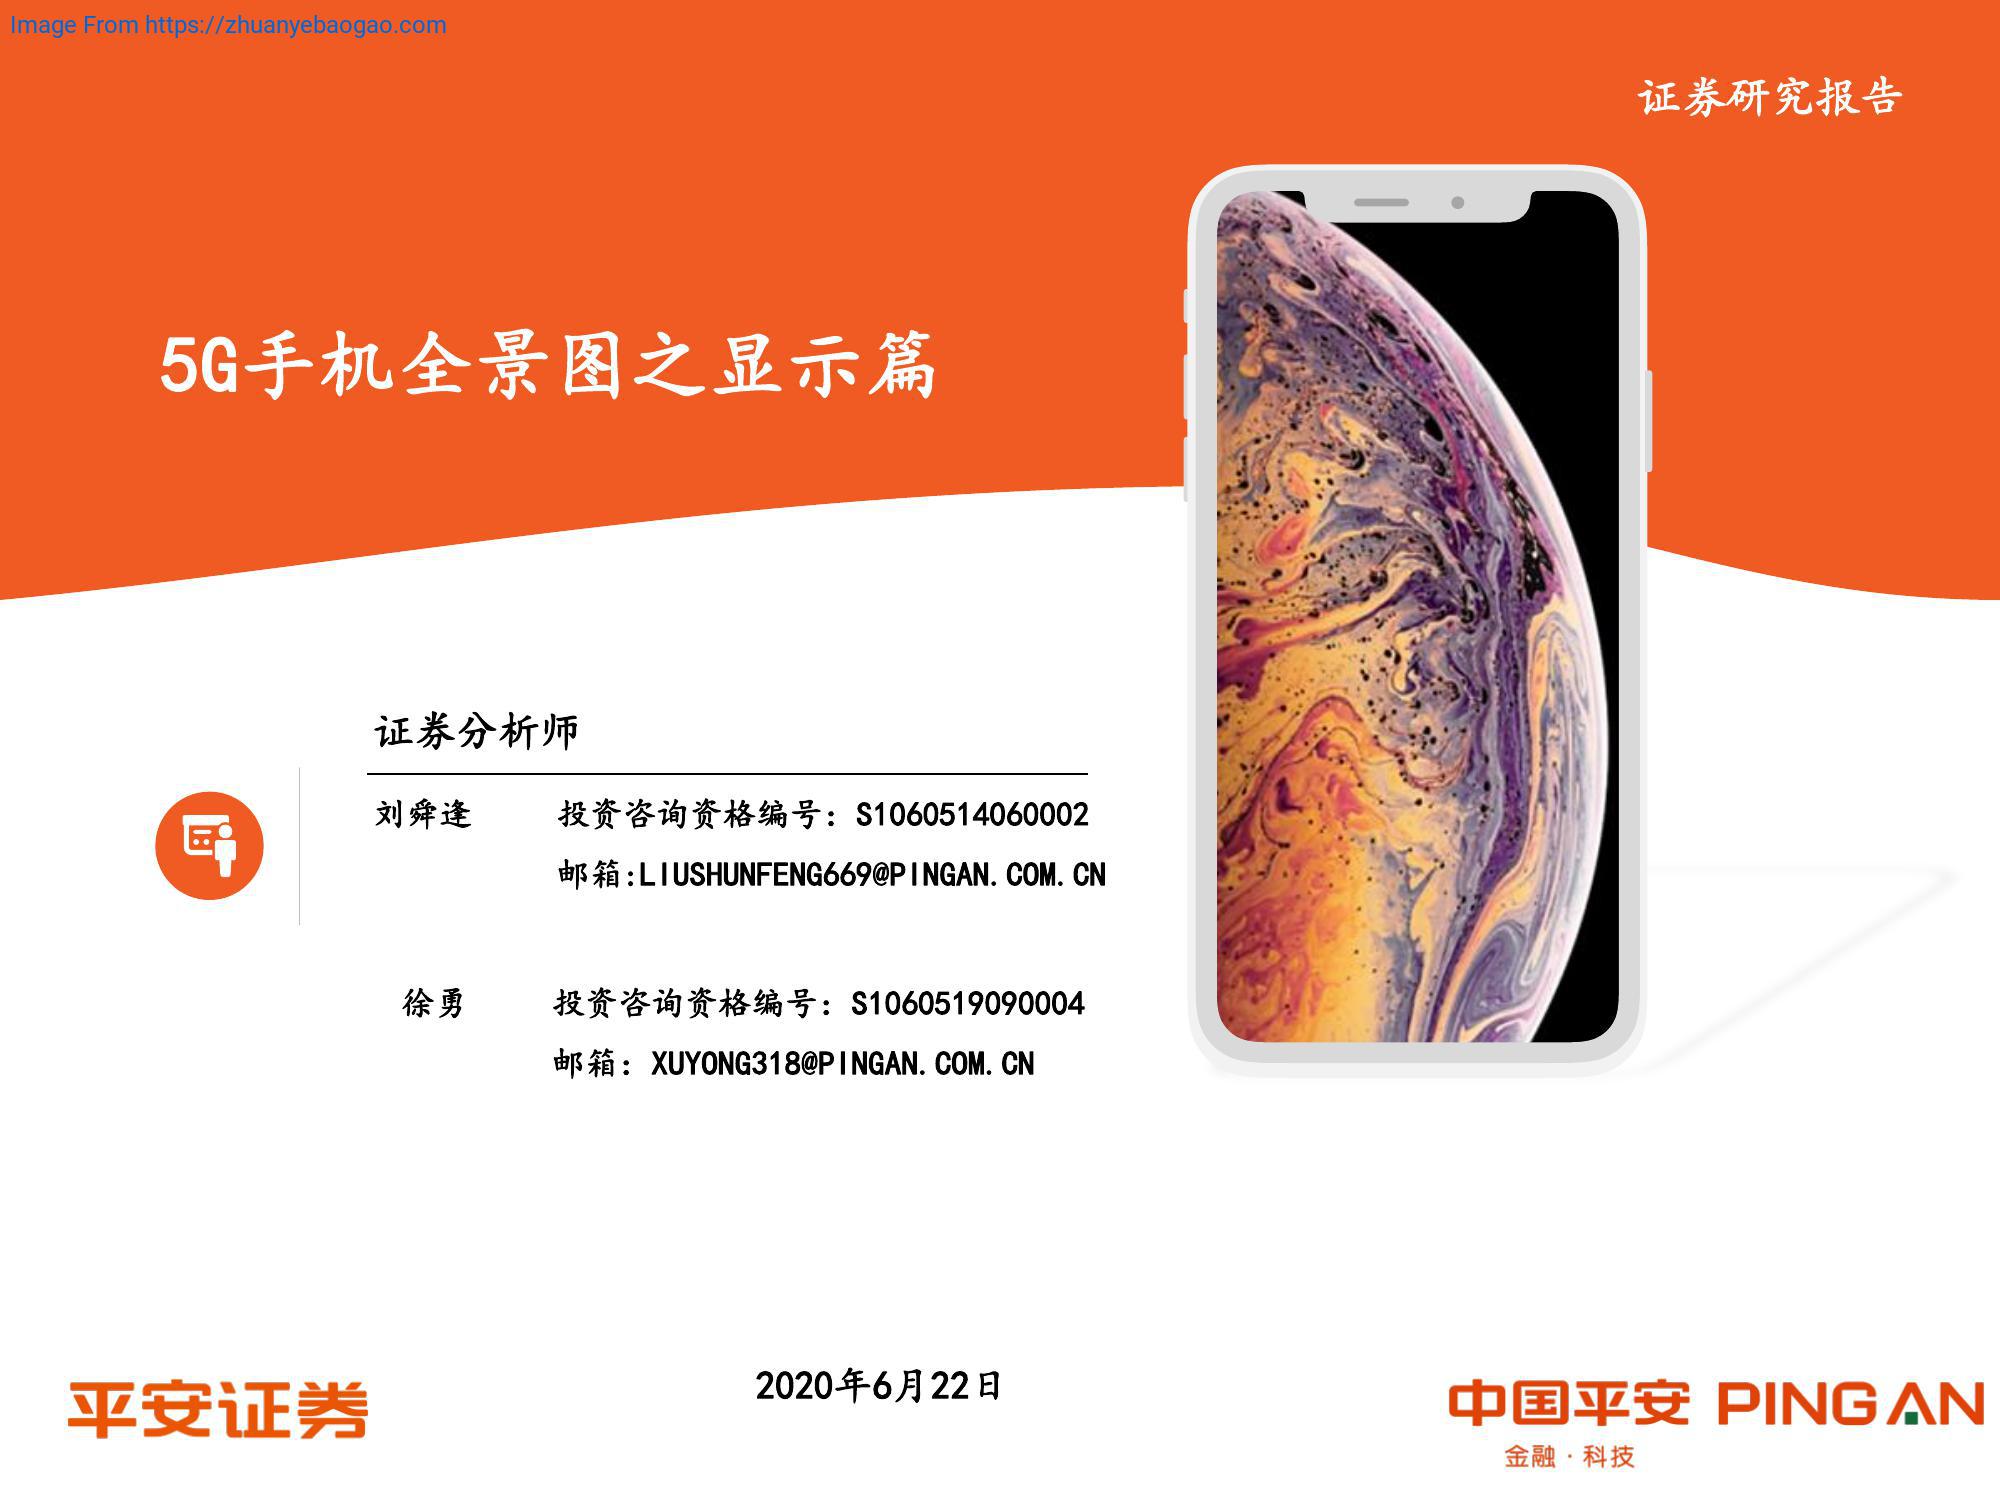 Image From https://zhuanyebaogao.com
证券研究报告
5G手机全景图之显示篇
证券分析师
刘舜逢 投资咨询资格编号：S1060514060002
邮箱:LIUSHUNFENG669@PINGAN.COM.CN
徐勇 投资咨询资格编号：S1060519090004
邮箱：XUYONG318@PINGAN.COM.CN
平安证券
2020年6月22日
中国平安 PINGAN
金融·科技